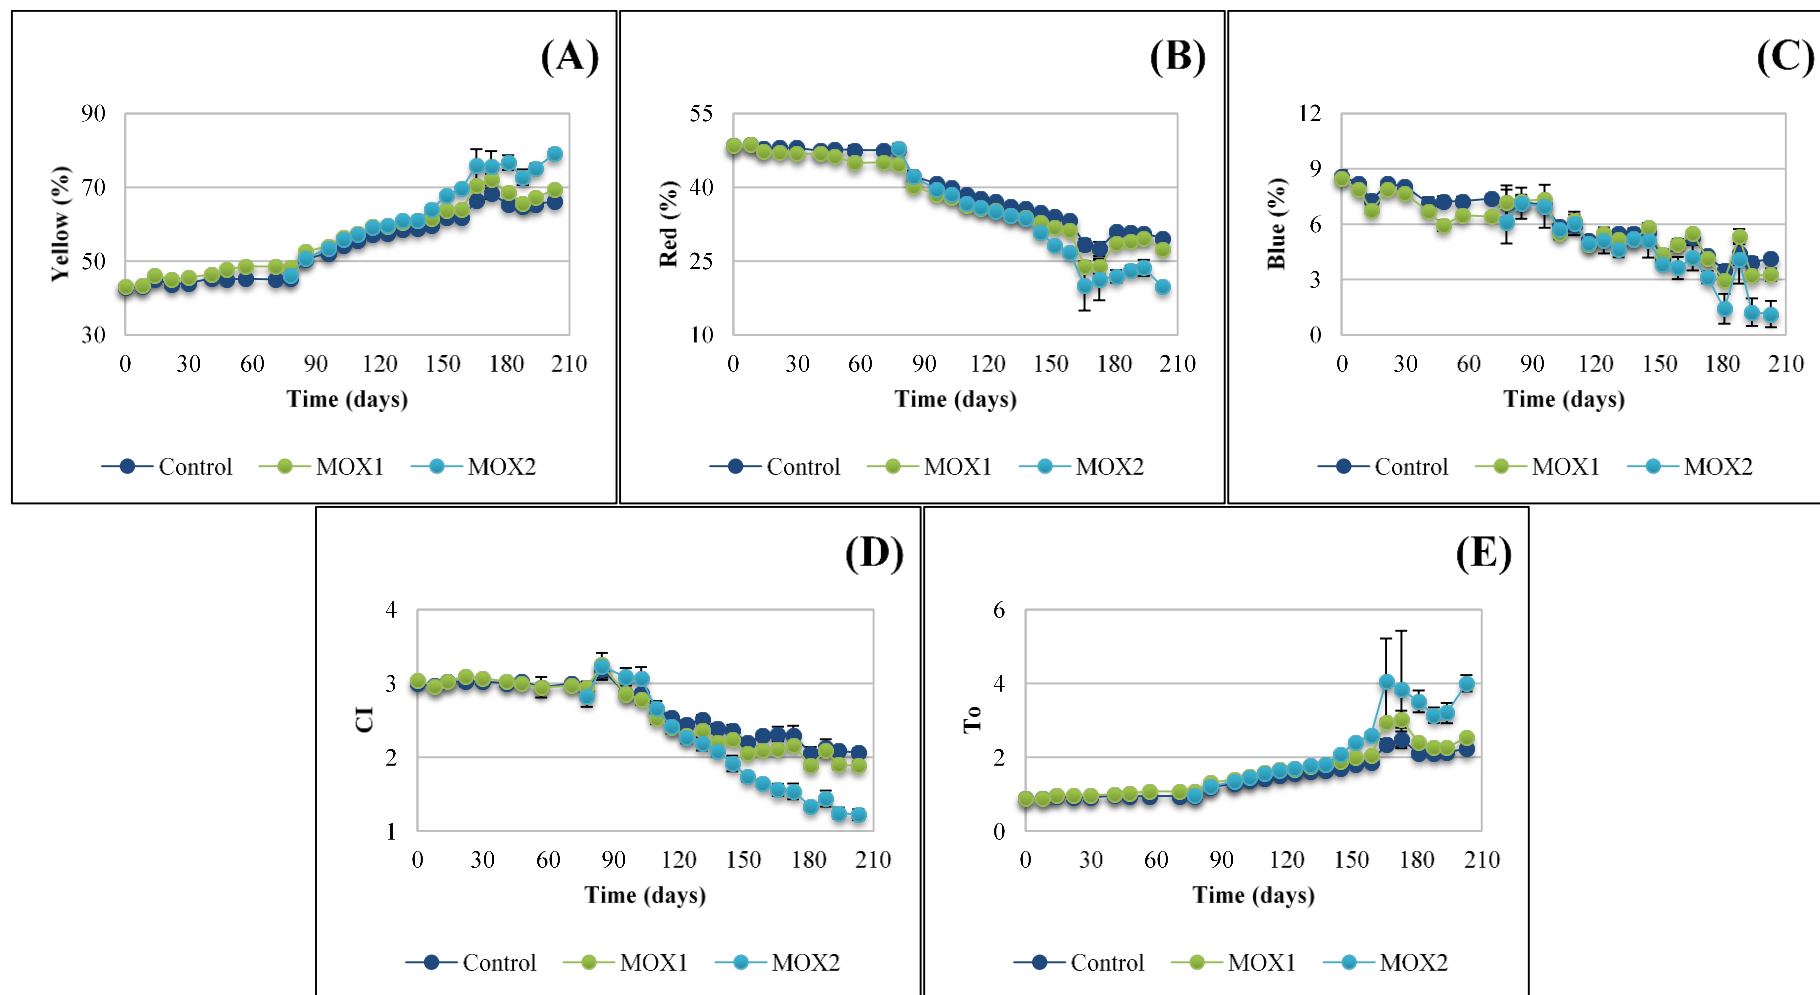 (A)
90
70
50
30
Yellow (%)
0 30 60 90 120 150 180 210
Time (days)
Control MOX1 MOX2
(B)
55
40
25
10
Red (%)
0 30 60 90 120 150 180 210
Time (days)
Control MOX1 MOX2
(C)
12
9
6
3
0
Blue (%)
0 30 60 90 120 150 180 210
Time (days)
Control MOX1 MOX2
(D)
4
3
2
1
CI
0 30 60 90 120 150 180 210
Time (days)
Control MOX1 MOX2
(E)
6
4
2
0
To
0 30 60 90 120 150 180 210
Time (days)
Control MOX1 MOX2